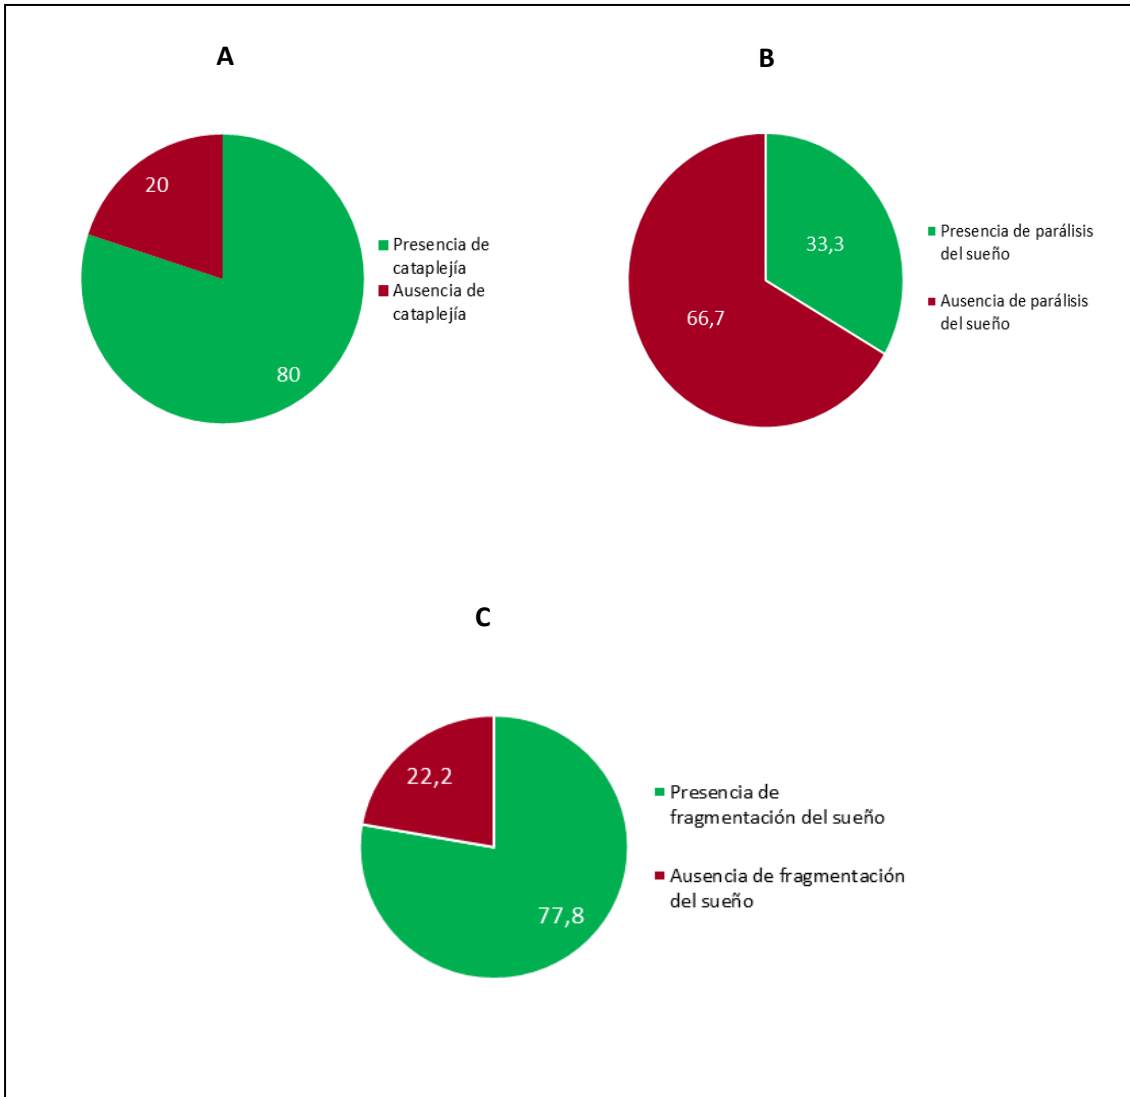 A
20
80
Presencia de
cataplejía
Ausencia de
cataplejía
B
33,3
66,7
Presencia de parálisis
del sueño
Ausencia de parálisis
del sueño
C
22,2
77,8
Presencia de
fragmentación del sueño
Ausencia de fragmentación
del sueño